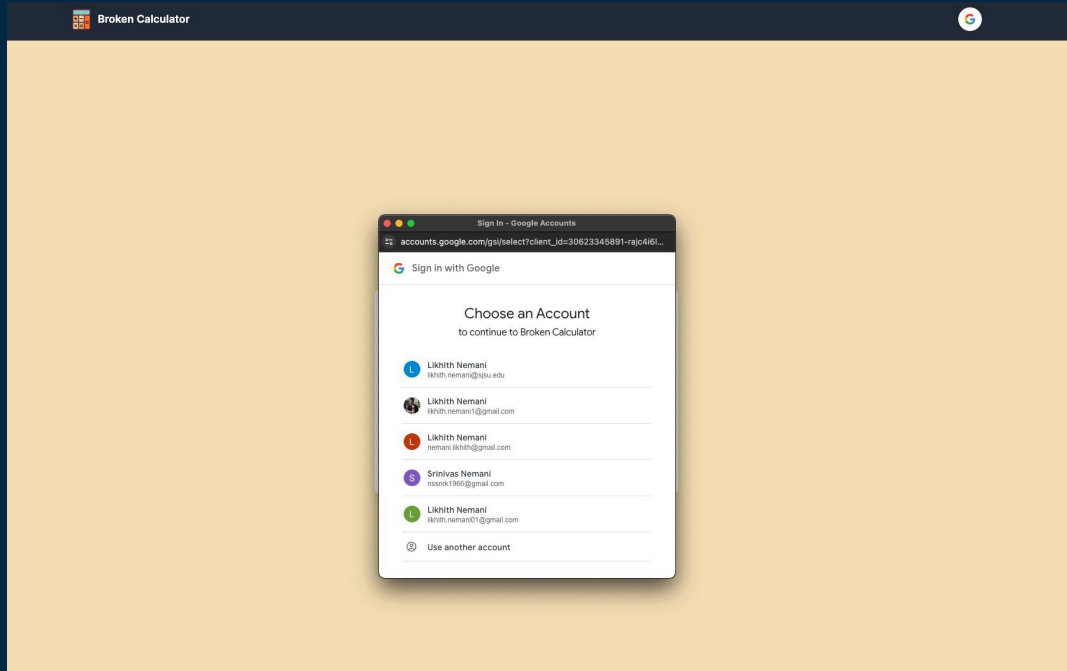 Broken Calculator
Sign In - Google Accounts
accounts.google.com/gsi/select?client_id=30623345891-rajc4i6l...
Sign in with Google
Choose an Account
to continue to Broken Calculator
L Likhith Nemani
likhith.nemani@sjsu.edu
Likhith Nemani
likhith.nemani1@gmail.com
L Likhith Nemani
nemani.likhith@gmail.com
S Srinivas Nemani
nssnrk1966@gmail.com
L Likhith Nemani
likhith.nemani01@gmail.com
Use another account